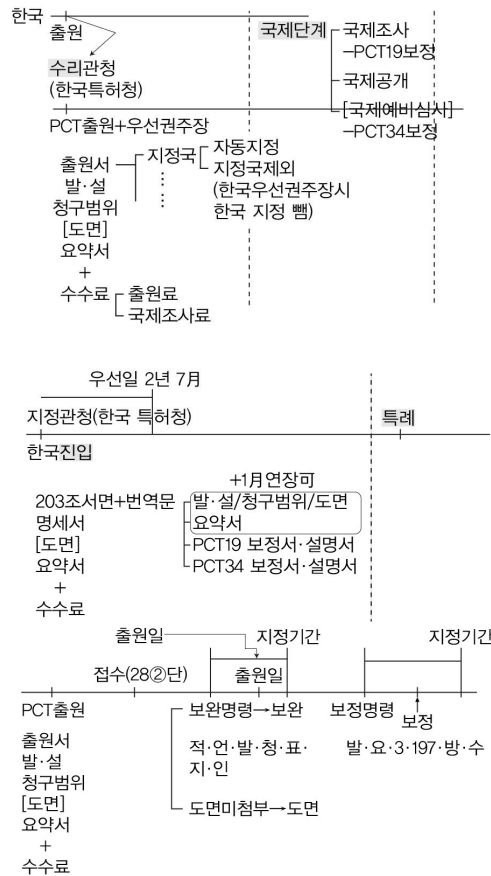 한국
출원
수리관청
(한국특허청)
국제단계
국제조사
–PCT19보정
국제공개
[국제예비심시]
–PCT34보정
PCT출원+우선권주장
출원서
발·설
청구범위
[도면]
요약서
+
수수료
지정국
⋮
⋮
자동지정
지정국제외
(한국우선권주장시
한국 지정 뺌)
출원료
국제조사료
우선일 2년 7月
지정관청(한국 특허청)
특례
한국진입
+1月연장可
203조서면+번역문
명세서
[도면]
요약서
+
수수료
발·설/청구범위/도면
요약서
PCT19 보정서·설명서
PCT34 보정서·설명서
출원일
지정기간
지정기간
접수(28②단)
출원일
PCT출원
출원서
발·설
청구범위
[도면]
요약서
+
수수료
보완명령→보완
적·언·발·청·표·
지·인
도면미첨부→도면
보정명령
보정
발·요·3·197·방·수